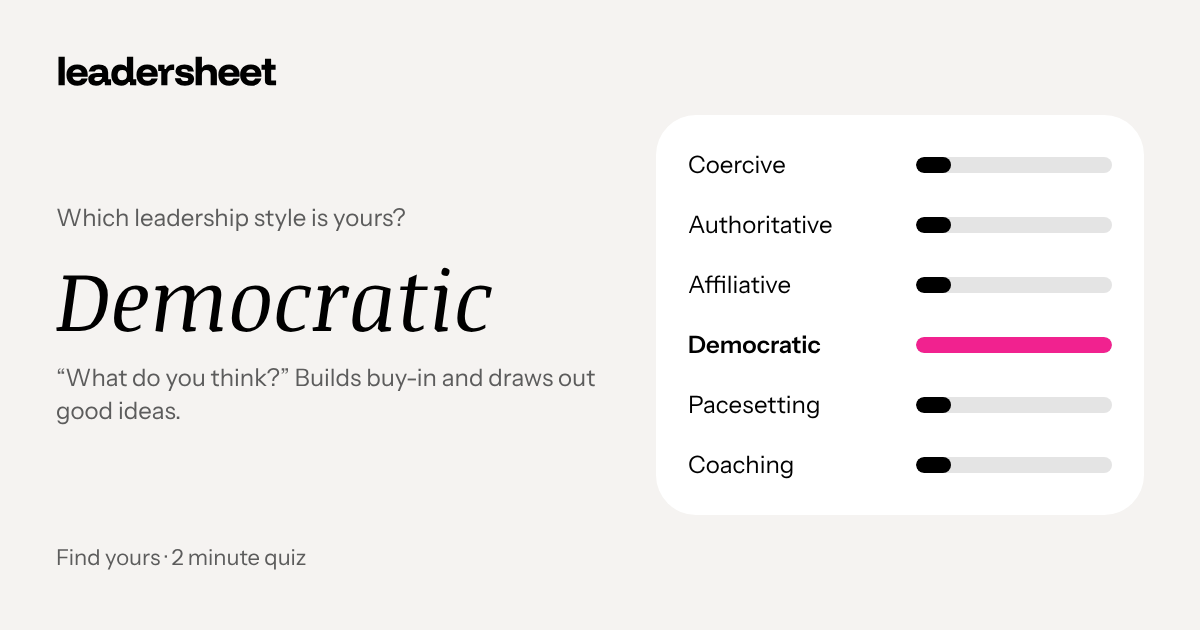 leadersheet
Which leadership style is yours?
Democratic
“What do you think?” Builds buy-in and draws out
good ideas.
Find yours · 2 minute quiz
Coercive
Authoritative
Affiliative
Democratic
Pacesetting
Coaching